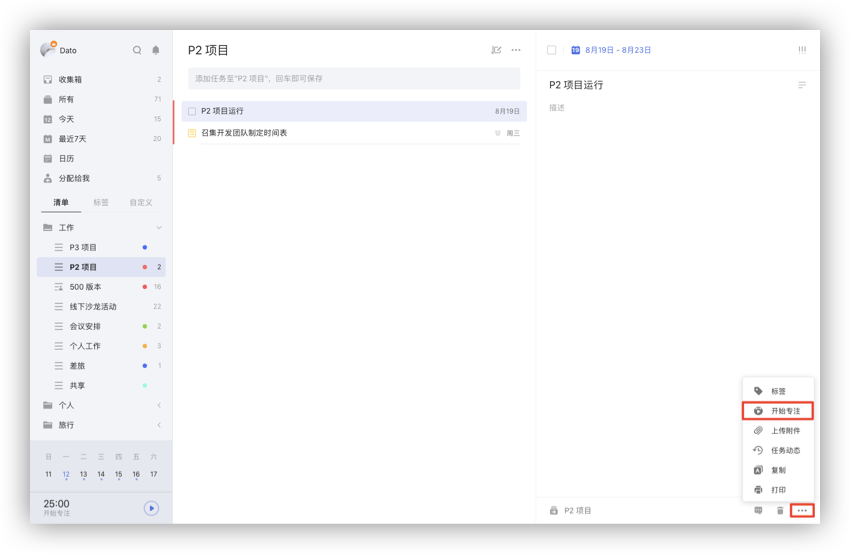 Dato
收集箱 2
所有 71
今天 15
最近7天 20
日历
分配给我 5
清单 标签 自定义
工作
P3 项目
P2 项目 2
500 版本 16
线下沙龙活动 22
会议安排 2
个人工作 3
差旅 1
共享
个人
旅行
日 一 二 三 四 五 六
11 12 13 14 15 16 17
25:00
开始专注
P2 项目
添加任务至"P2 项目"，回车即可保存
P2 项目运行 8月19日
召集开发团队制定时间表 周三
8月19日 - 8月23日
P2 项目运行
描述
标签
开始专注
上传附件
任务动态
复制
打印
P2 项目